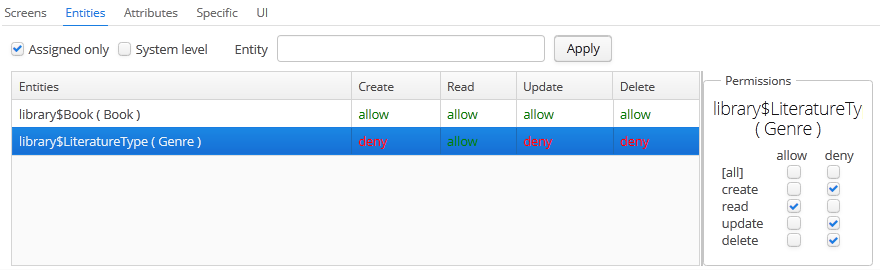 Screens Entities Attributes Specific UI
Assigned only System level Entity Apply
Entities Create Read Update Delete
library$Book ( Book ) allow allow allow allow
library$LiteratureType ( Genre ) deny allow deny deny
Permissions
library$LiteratureTy
( Genre )
allow deny
[all]
create
read
update
delete